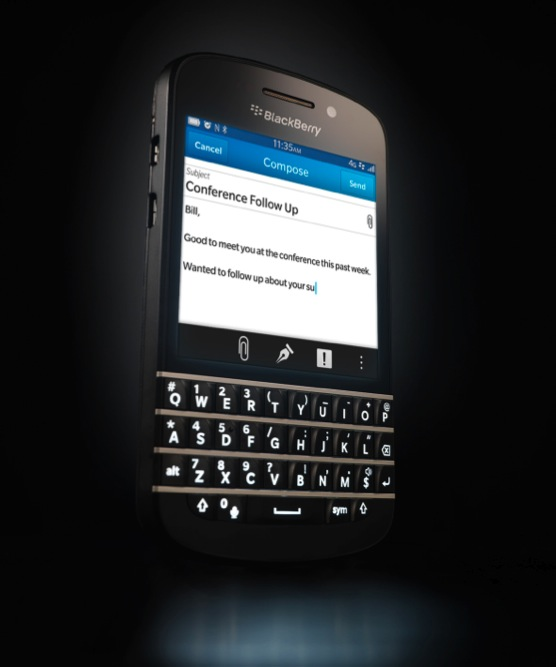 BlackBerry
11:35AM
4G
Cancel
Compose
Send
Subject
Conference Follow Up
Bill,
Good to meet you at the conference this past week.
Wanted to follow up about your su
# 1 2 3 ( ) _ - + @
Q W E R T Y U I O P
* 4 5 6 / : ; ' "
A S D F G H J K L
alt 7 8 9 ? ! , .
Z X C V B N M $
0 sym